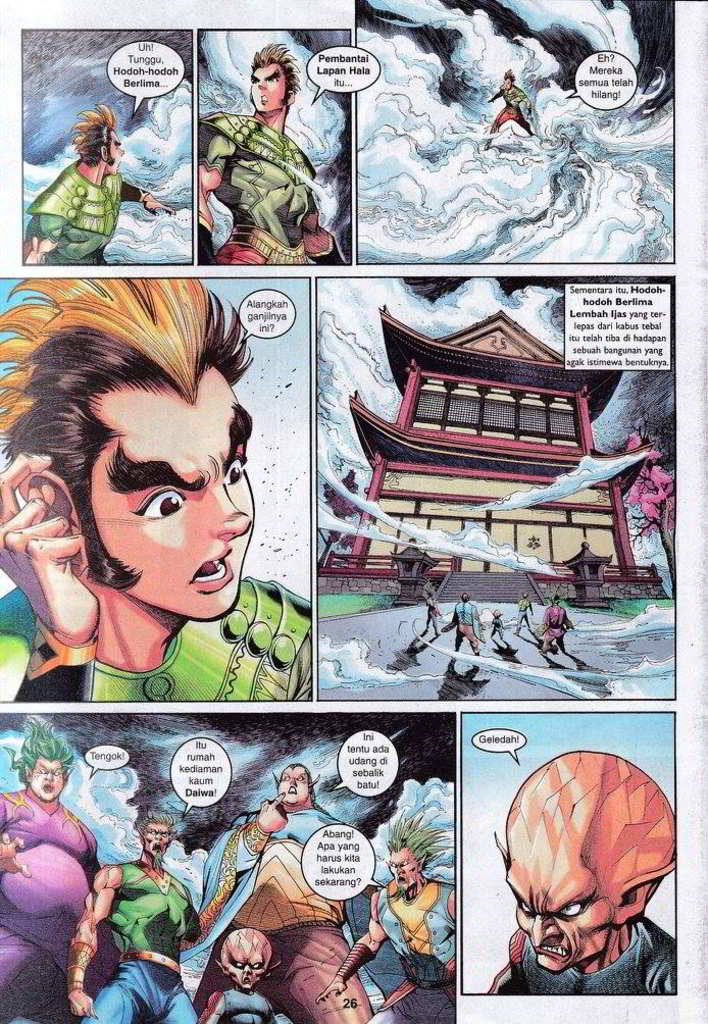 Uh!
Tunggu,
Hodoh-hodoh
Berlima...
Pembantai
Lapan Hala
itu...
Eh?
Mereka
semua telah
hilang!
Alangkah
ganjilnya
ini?
Sementara itu, Hodoh-
hodoh Berlima
Lembah Ijas yang ter-
lepas dari kabus tebal
itu telah tiba di hadapan
sebuah bangunan yang
agak istimewa bentuknya.
Tengok!
Itu
rumah
kediaman
kaum
Daiwa!
Ini
tentu ada
udang di
sebalik
batu!
Abang!
Apa yang
harus kita
lakukan
sekarang?
Geledah!
26